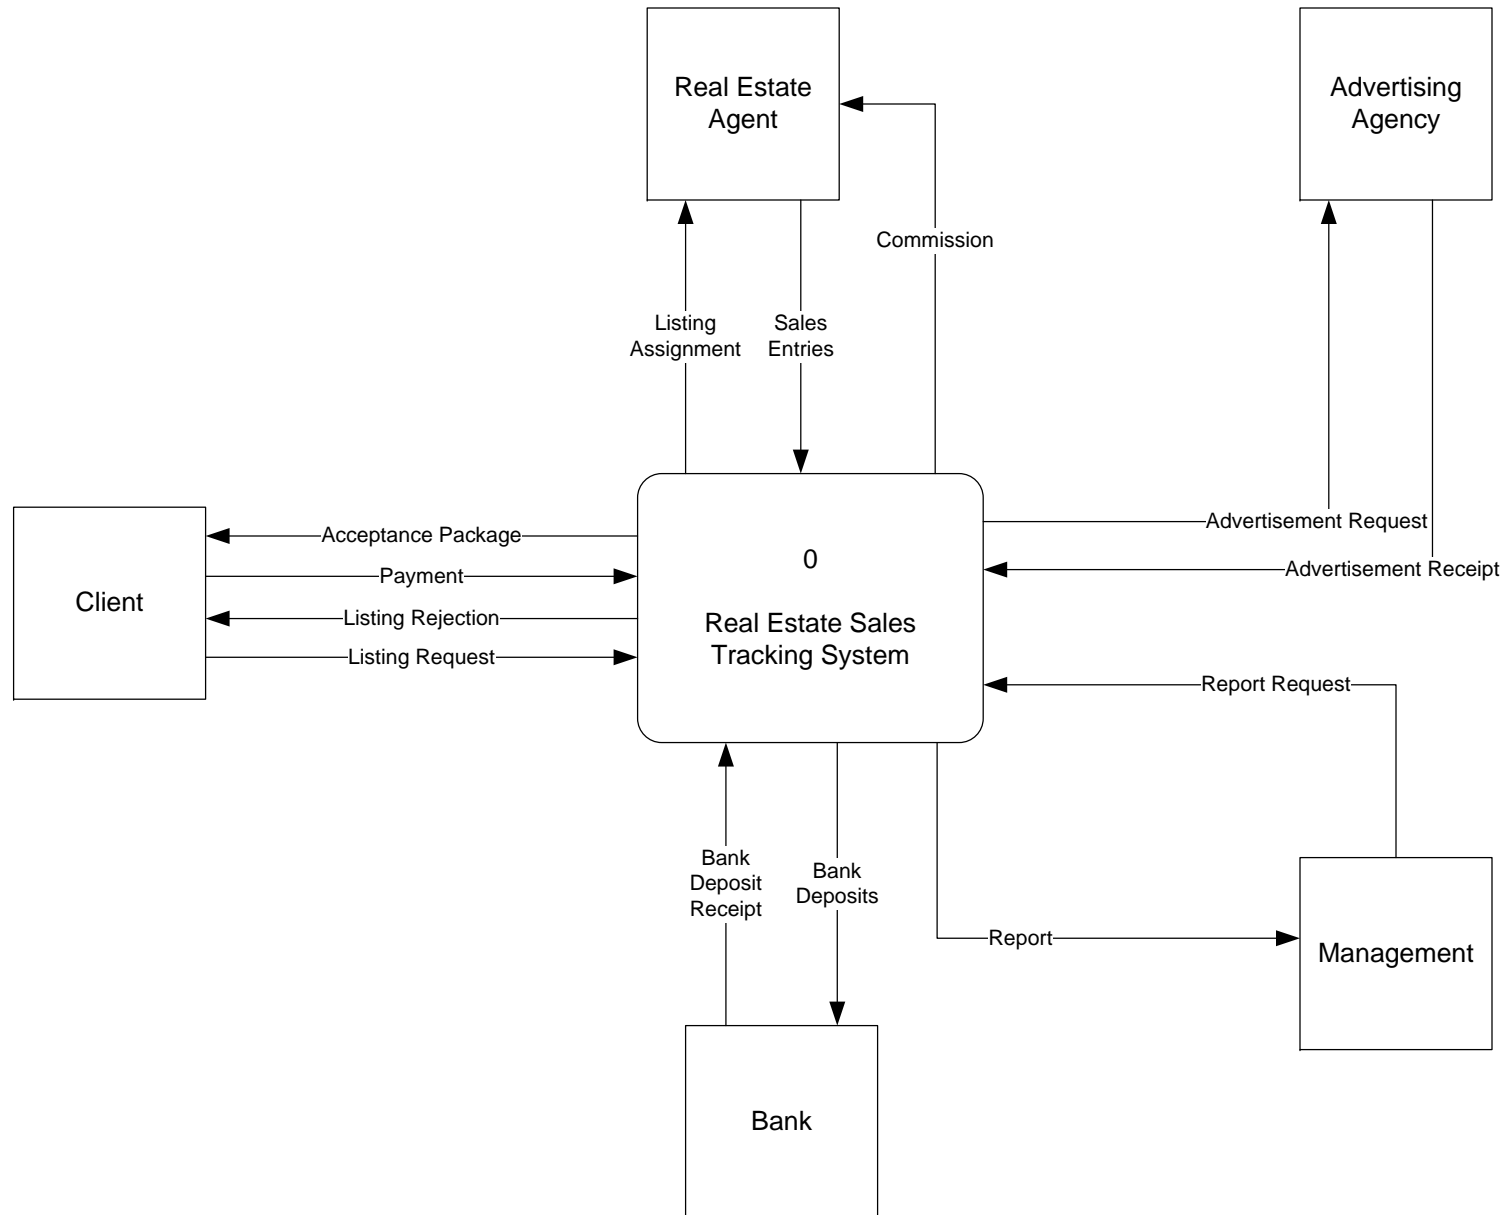 Real Estate
Agent
Advertising
Agency
Commission
Listing
Assignment
Sales
Entries
Acceptance Package
Payment
Listing Rejection
Listing Request
Client
0
Real Estate Sales
Tracking System
Advertisement Request
Advertisement Receipt
Report Request
Bank
Deposit
Receipt
Bank
Deposits
Report
Management
Bank